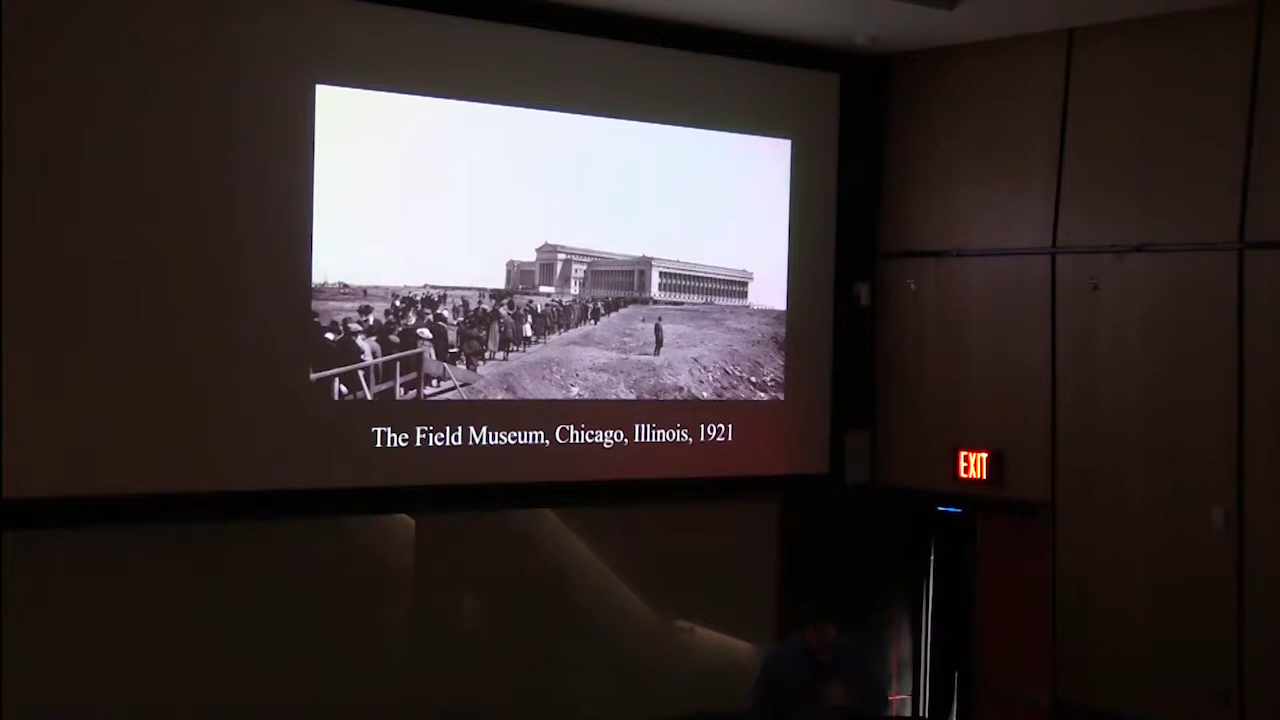 The Field Museum, Chicago, Illinois, 1921
EXIT